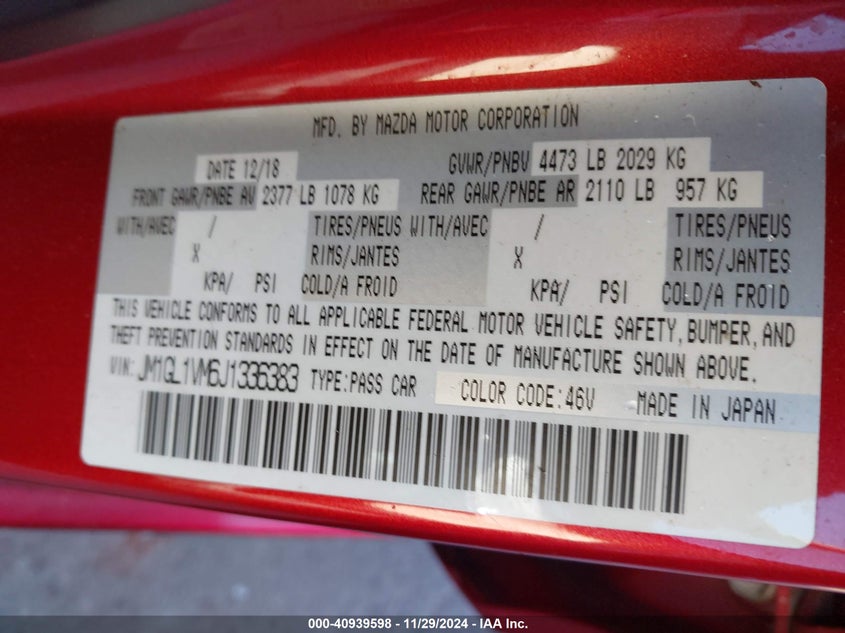 MFD. BY MAZDA MOTOR CORPORATION
DATE 12/18 GVWR/PNBV 4473 LB 2029 KG
FRONT GAWR/PNBE AV 2377 LB 1078 KG REAR GAWR/PNBE AR 2110 LB 957 KG
WITH/AVEC / TIRES/PNEUS WITH/AVEC / TIRES/PNEUS
X RIMS/JANTES X RIMS/JANTES
KPA/ PSI COLD/A FROID KPA/ PSI COLD/A FROID
THIS VEHICLE CONFORMS TO ALL APPLICABLE FEDERAL MOTOR VEHICLE SAFETY, BUMPER, AND
THEFT PREVENTION STANDARDS IN EFFECT ON THE DATE OF MANUFACTURE SHOWN ABOVE.
VIN: JM1GL1VM6J1336383 TYPE:PASS CAR COLOR CODE:46V MADE IN JAPAN
000-40939598 - 11/29/2024 - IAA Inc.